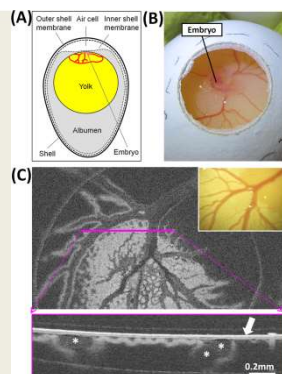 (A)
Outer shell
membrane
Air cell
Inner shell
membrane
Yolk
Albumen
Shell
Embryo
(B)
Embryo
(C)
*
*
*
0.2mm